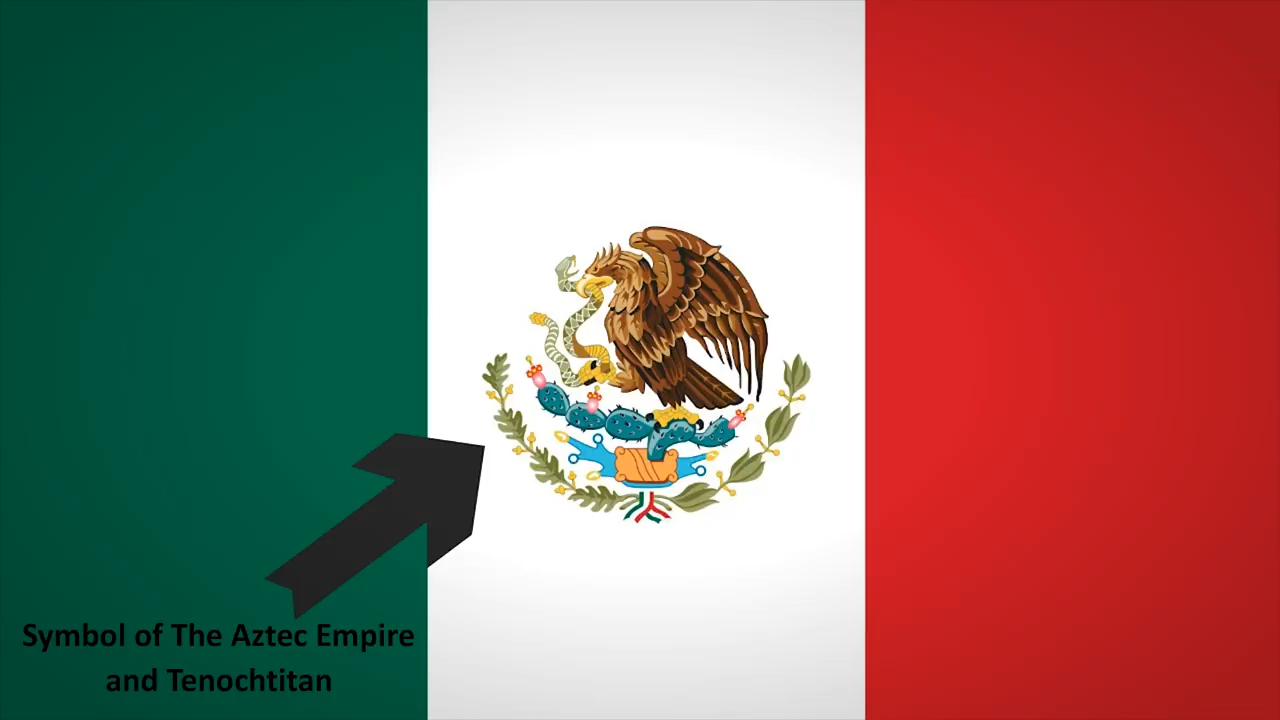 Symbol of The Aztec Empire
and Tenochtitan